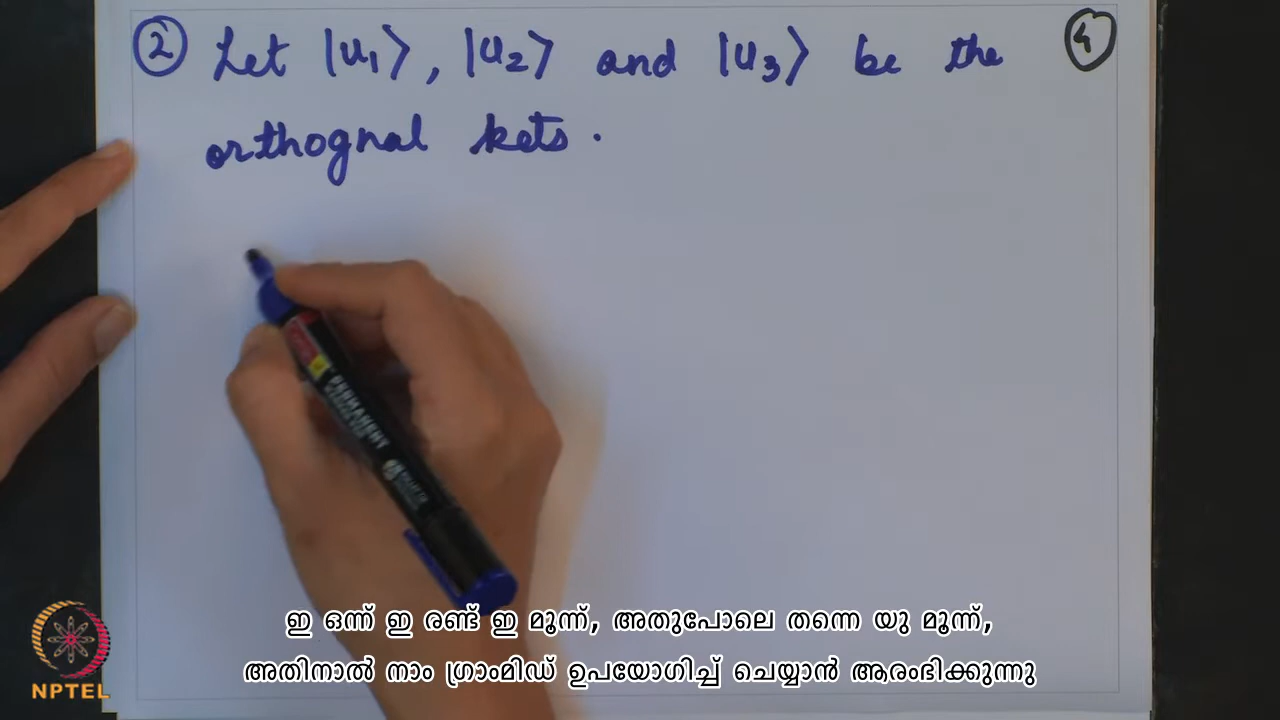 ② Let |u₁⟩, |u₂⟩ and |u₃⟩ be the
④
orthognal kets.
PERMANENT
ഇ ഒന്ന് ഇ രണ്ട് ഇ മൂന്ന്, അതുപോലെ തന്നെ യു മൂന്ന്,
അതിനാൽ നാം ഗ്രാംമിഡ് ഉപയോഗിച്ച് ചെയ്യാൻ ആരംഭിക്കുന്നു
NPTEL